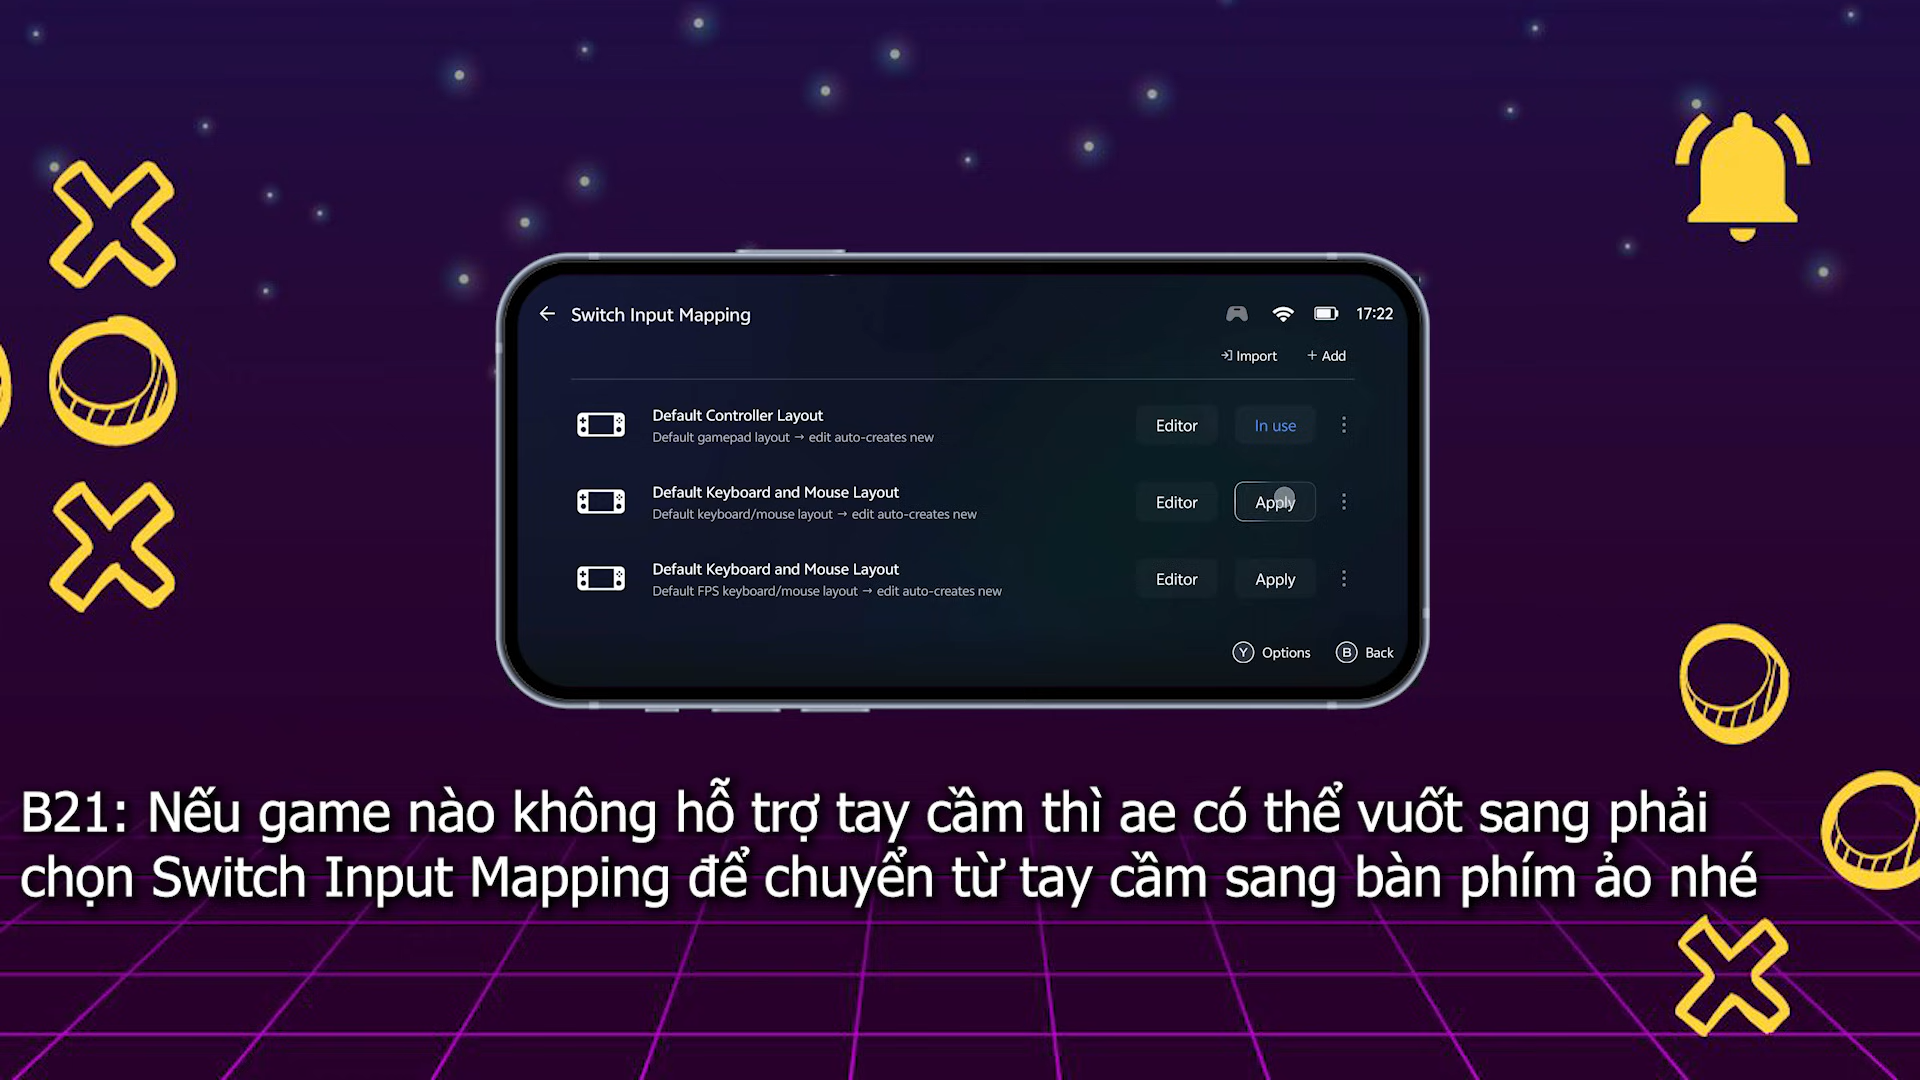 Switch Input Mapping
17:22
Import
+ Add
Default Controller Layout
Default gamepad layout → edit auto-creates new
Editor
In use
Default Keyboard and Mouse Layout
Default keyboard/mouse layout → edit auto-creates new
Editor
Apply
Default Keyboard and Mouse Layout
Default FPS keyboard/mouse layout → edit auto-creates new
Editor
Apply
Y Options
B Back
B21: Nếu game nào không hỗ trợ tay cầm thì ae có thể vuốt sang phải
chọn Switch Input Mapping để chuyển từ tay cầm sang bàn phím ảo nhé